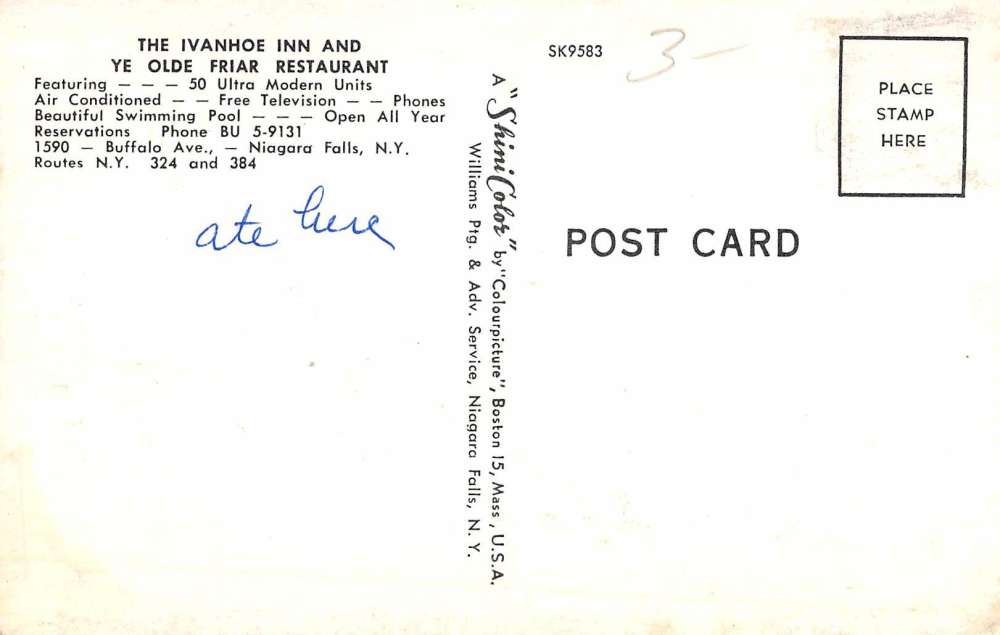 THE IVANHOE INN AND
YE OLDE FRIAR RESTAURANT
Featuring — — — 50 Ultra Modern Units
Air Conditioned — — Free Television — — Phones
Beautiful Swimming Pool — — — Open All Year
Reservations Phone BU 5-9131
1590 — Buffalo Ave., — Niagara Falls, N.Y.
Routes N.Y. 324 and 384
ate here
A "ShiniColor" by "Colourpicture", Boston 15, Mass., U.S.A.
Williams Ptg. & Adv. Service, Niagara Falls, N. Y.
SK9583
3-
PLACE
STAMP
HERE
POST CARD